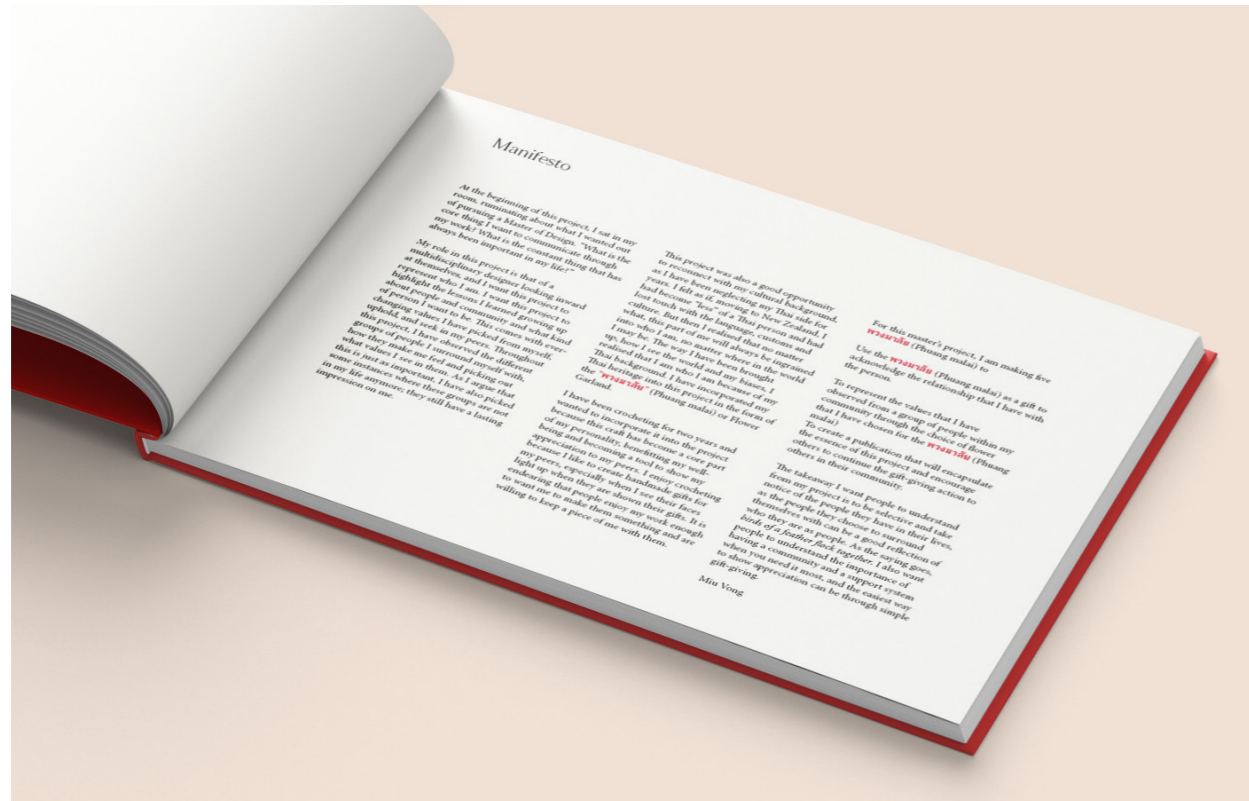 Manifesto
At the beginning of this project, I sat in my
room, ruminating about what I wanted out
of pursuing a Master of Design. "What is the
core thing I want to communicate through
my work? What is the constant thing that has
always been important in my life?"
My role in this project is that of a
multidisciplinary designer looking inward
at themselves, and I want this project to
represent who I am. I want this project to
highlight the lessons I learned growing up
about people and community and what kind
of person I want to be. This comes with ever-
changing values I have picked from myself,
uphold, and seek in my peers. Throughout
this project, I have observed the different
groups of people I surround myself with,
how they make me feel and picking out
what values I see in them. As I argue, that
this is just as important. I have also picked
some instances where these groups are not
in my life anymore; they still have a lasting
impression on me.
This project was also a good opportunity
to reconnect with my cultural background,
as I have been neglecting my Thai side for
years. I felt as if, moving to New Zealand, I
had become "less" of a Thai person and had
lost touch with the language, customs and
culture. But then I realised that no matter
what, this part of me will always be ingrained
into who I am, no matter where in the world
I may be. The way I have been brought
up, how I see the world and my biases, I
realised that I am who I am because of my
Thai background. I have incorporated my
Thai heritage into this project in the form of
the "พวงมาลัย" (Phuang malai) or Flower
Garland.
I have been crocheting for two years and
wanted to incorporate it into the project
because this craft has become a core part
of my personality, benefitting my well-
being and becoming a tool to show my
appreciation to my peers. I enjoy crocheting
because I like to create handmade gifts for
my peers, especially when I see their faces
light up when they are shown their gifts. It is
endearing that people enjoy my work enough
to want me to make them something and are
willing to keep a piece of me with them.
For this master's project, I am making five
พวงมาลัย (Phuang malai) to
Use the พวงมาลัย (Phuang malai) as a gift to
acknowledge the relationship that I have with
the person.
To represent the values that I have
observed from a group of people within my
community through the choice of flower
that I have chosen for the พวงมาลัย (Phuang
malai)
To create a publication that will encapsulate
the essence of this project and encourage
others to continue the gift-giving action to
others in their community.
The takeaway I want people to understand
from my project is to be selective and take
notice of the people they have in their lives,
as the people they choose to surround
themselves with can be a good reflection of
who they are as people. As the saying goes,
birds of a feather flock together, I also want
people to understand the importance of
having a community and a support system
when you need it most, and the easiest way
to show appreciation can be through simple
gift-giving.
Miu Vong